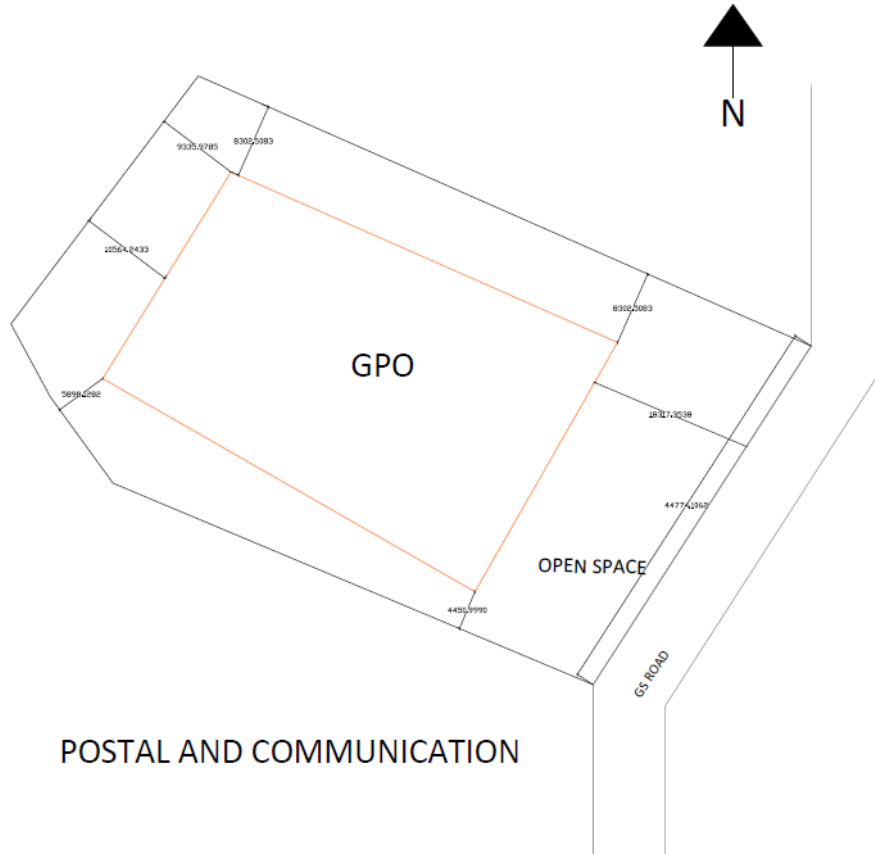 N
8302.5083
9335.9785
10564.2433
8302.5083
GPO
5898.1282
18317.3538
44774.1062
OPEN SPACE
4450.9990
GS ROAD
POSTAL AND COMMUNICATION